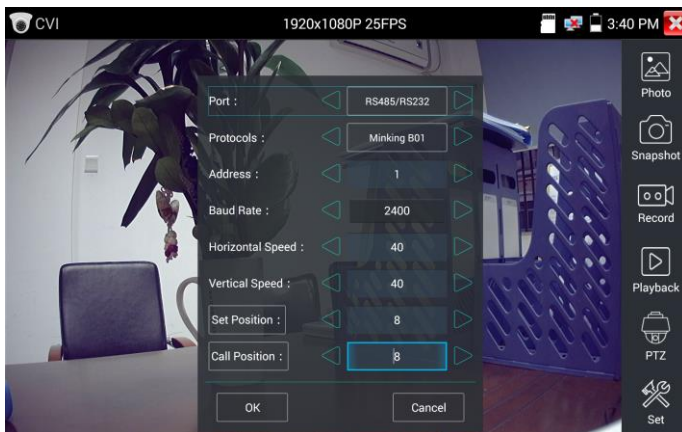 CVI 1920x1080P 25FPS 3:40 PM
Port : RS485/RS232
Protocols : Minking B01
Address : 1
Baud Rate : 2400
Horizontal Speed : 40
Vertical Speed : 40
Set Position : 8
Call Position : 8
OK Cancel
Photo
Snapshot
Record
Playback
PTZ
Set